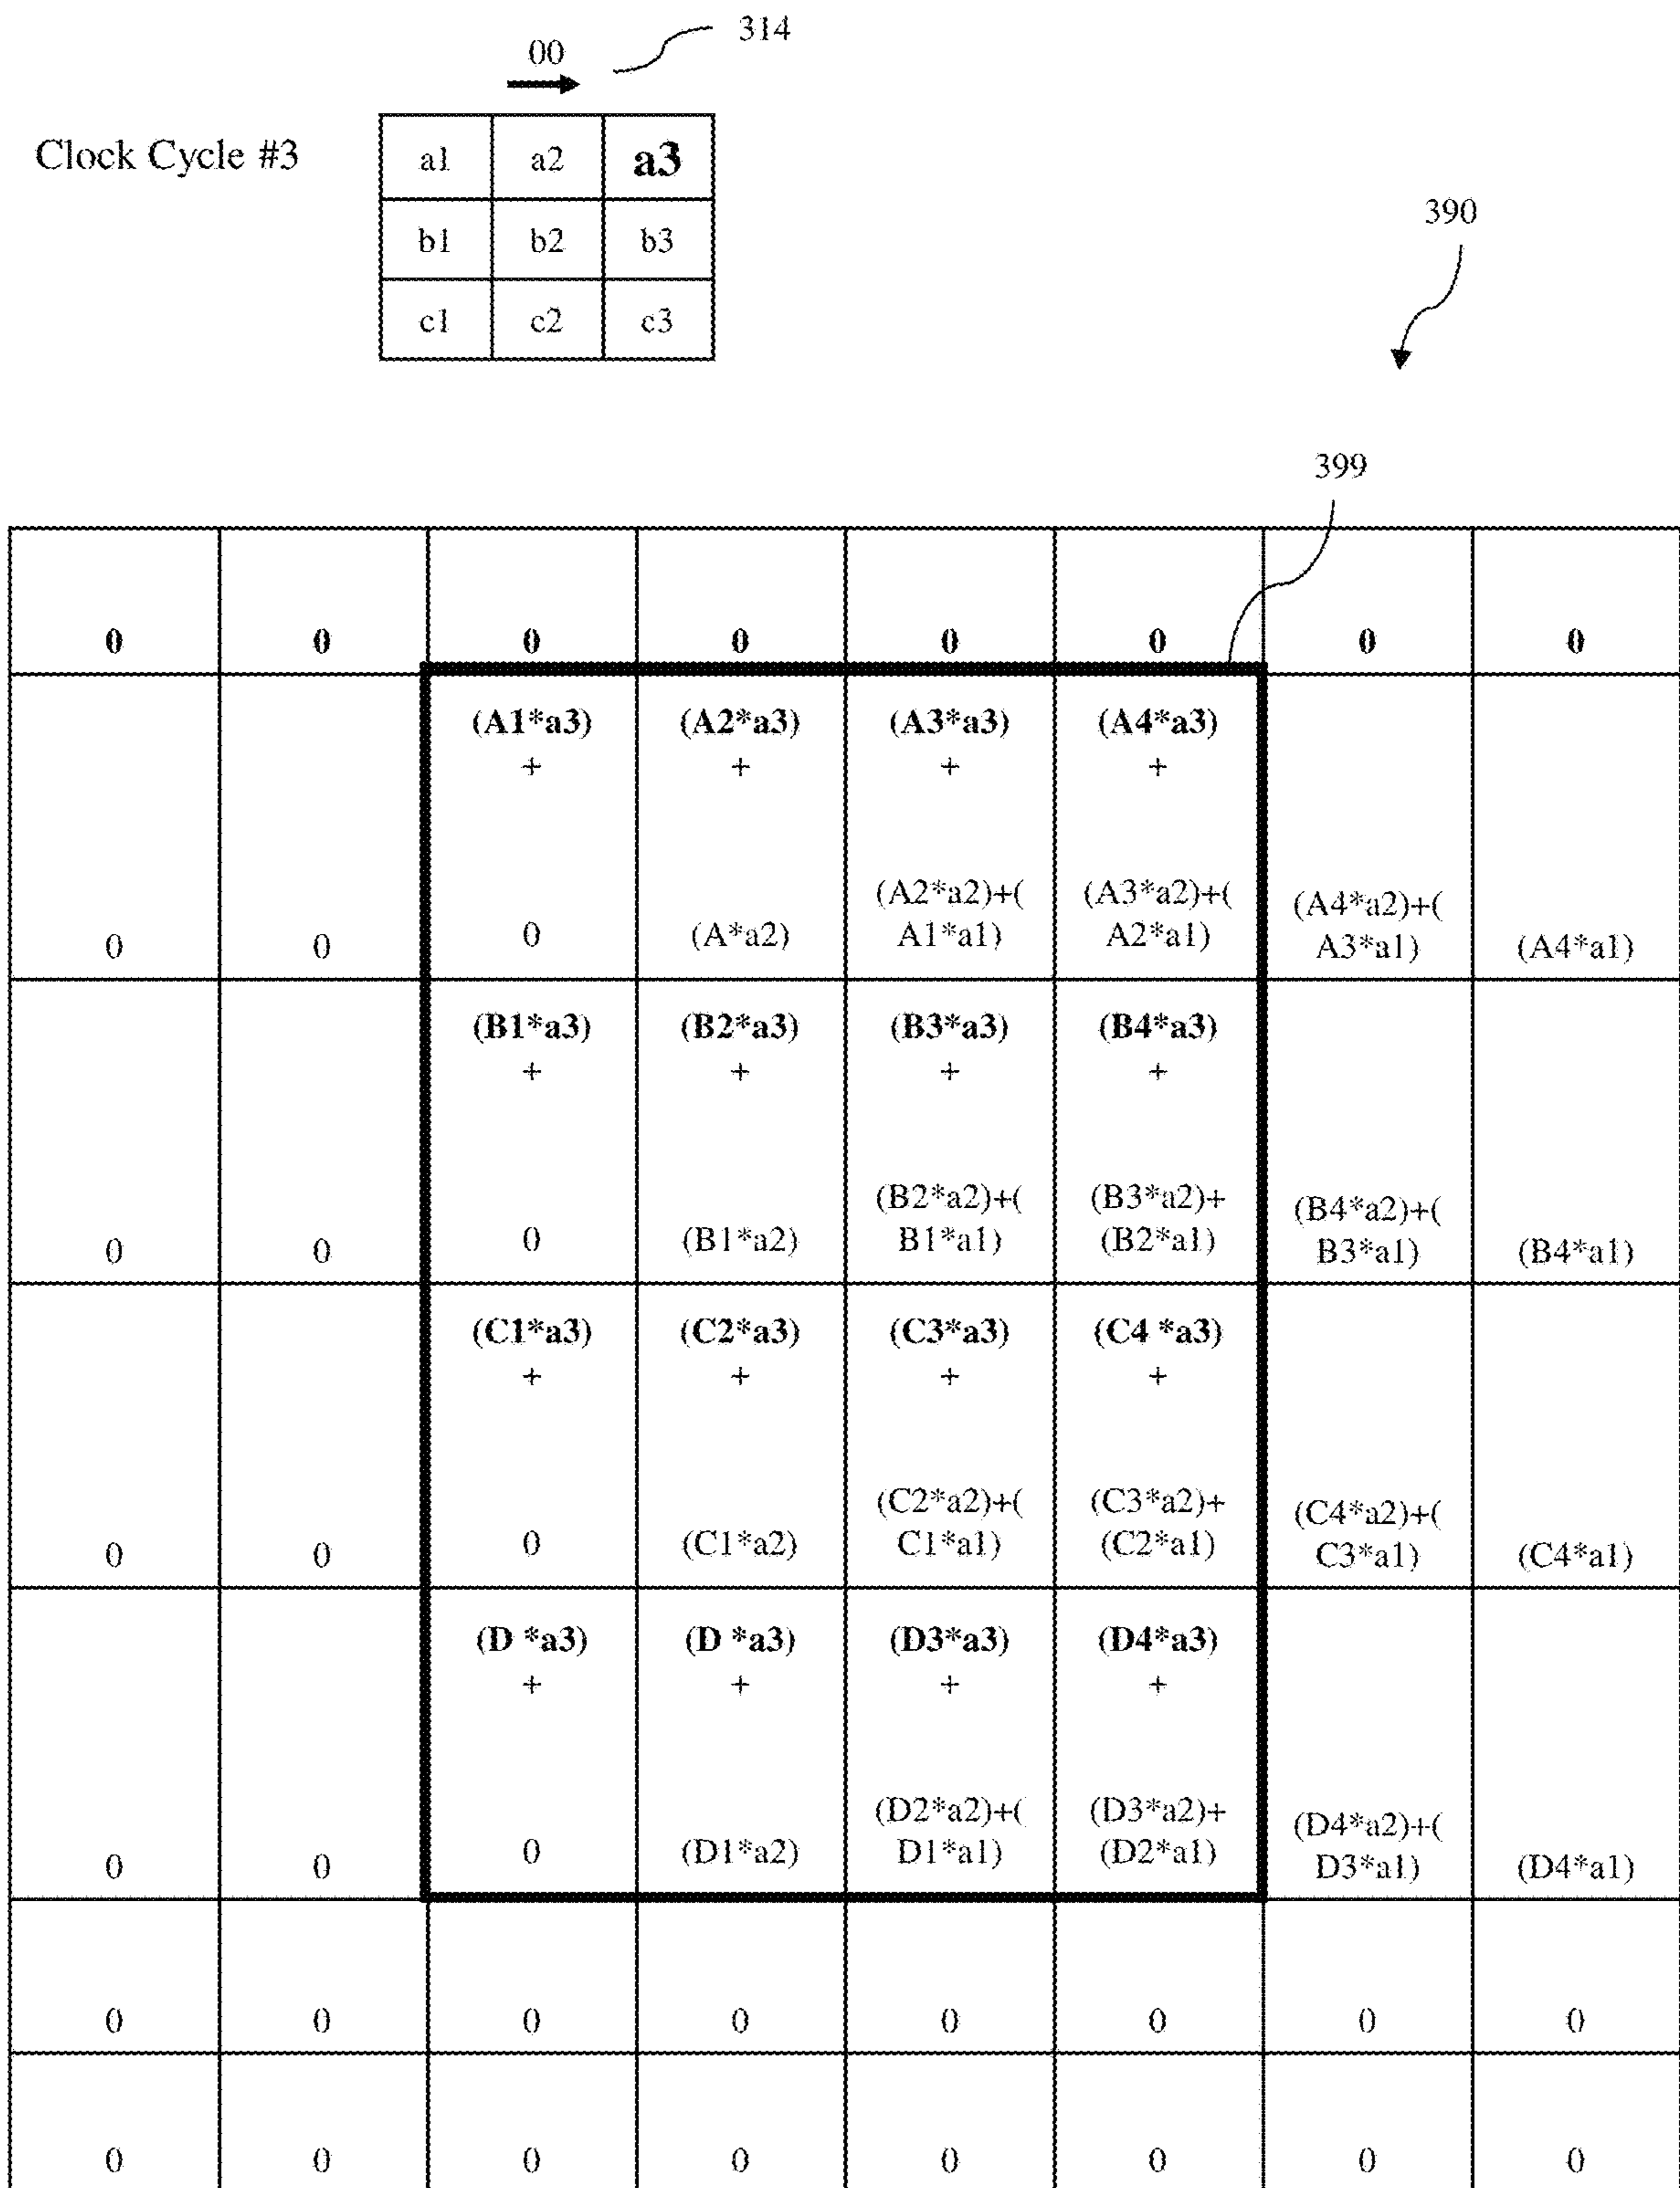 314
00
Clock Cycle #3
a1 a2 a3
b1 b2 b3
c1 c2 c3
390
399
0 0 0 0 0 0 0 0
(A1*a3) (A2*a3) (A3*a3) (A4*a3)
+ + + +
(A2*a2)+( (A3*a2)+( (A4*a2)+(
0 0 0 (A*a2) A1*a1) A2*a1) A3*a1) (A4*a1)
(B1*a3) (B2*a3) (B3*a3) (B4*a3)
+ + + +
(B2*a2)+( (B3*a2)+ (B4*a2)+(
0 0 0 (B1*a2) B1*a1) (B2*a1) B3*a1) (B4*a1)
(C1*a3) (C2*a3) (C3*a3) (C4 *a3)
+ + + +
(C2*a2)+( (C3*a2)+ (C4*a2)+(
0 0 0 (C1*a2) C1*a1) (C2*a1) C3*a1) (C4*a1)
(D *a3) (D *a3) (D3*a3) (D4*a3)
+ + + +
(D2*a2)+( (D3*a2)+ (D4*a2)+(
0 0 0 (D1*a2) D1*a1) (D2*a1) D3*a1) (D4*a1)
0 0 0 0 0 0 0 0
0 0 0 0 0 0 0 0